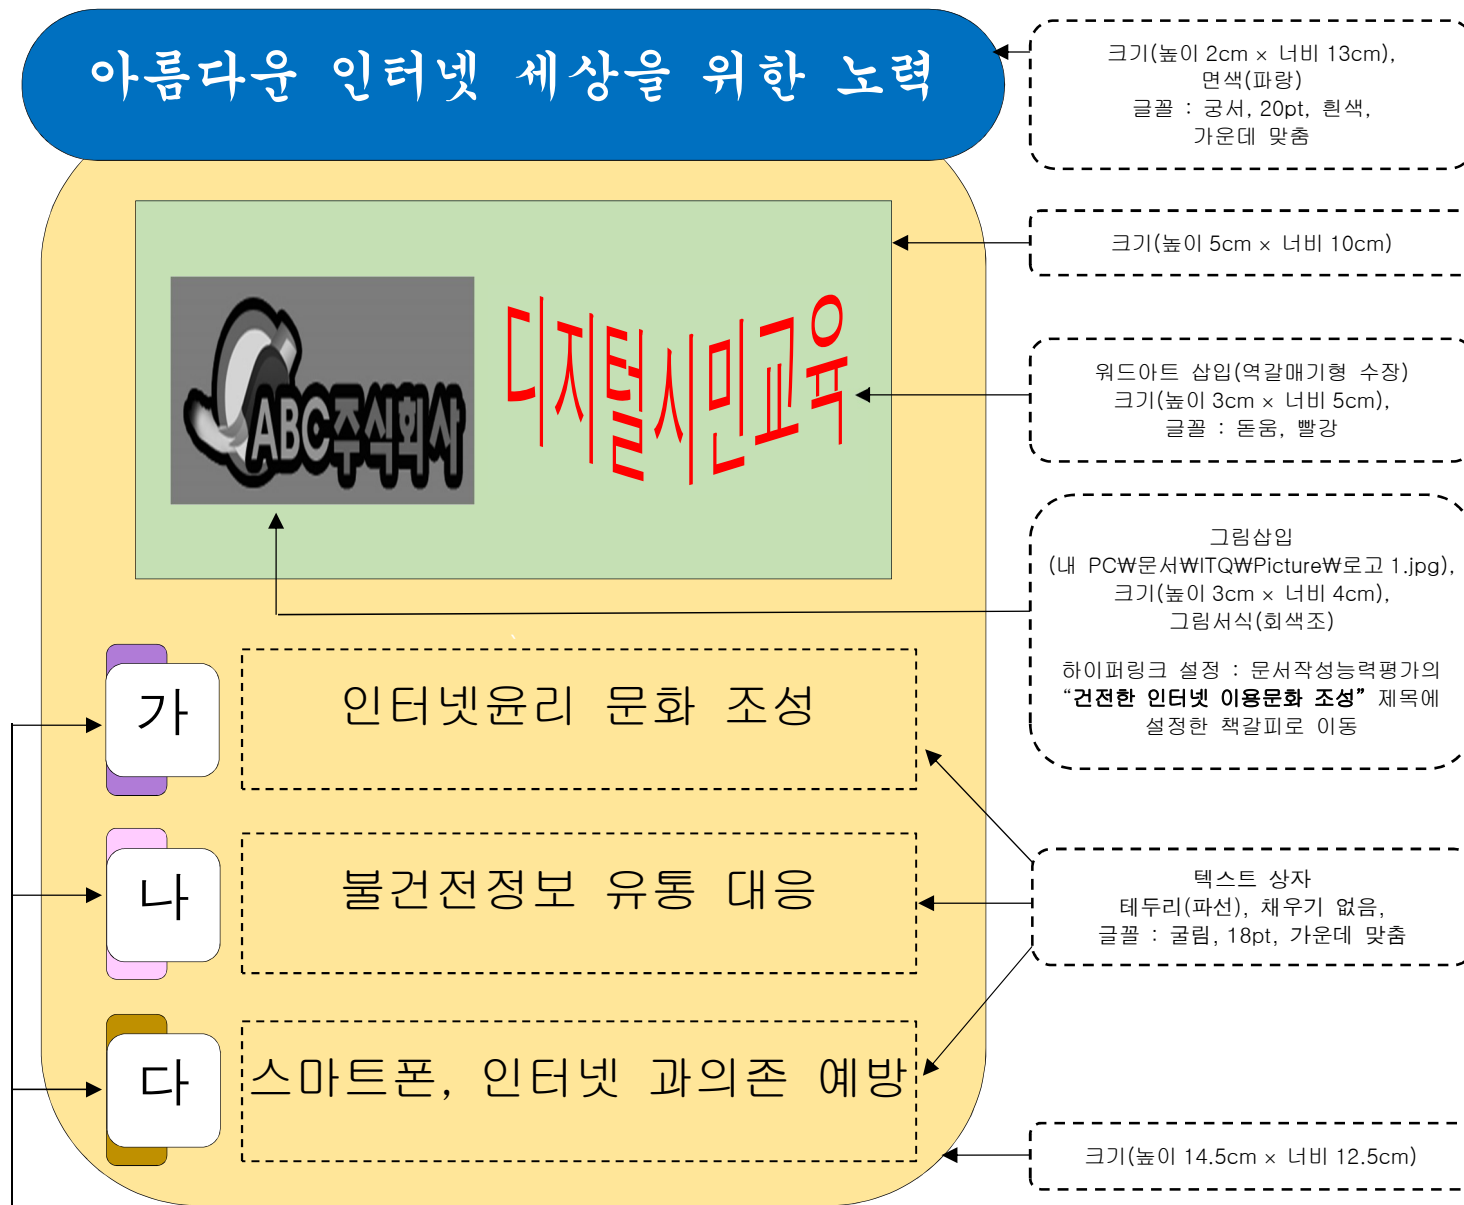 아름다운 인터넷 세상을 위한 노력
크기(높이 2cm × 너비 13cm),
면색(파랑)
글꼴 : 궁서, 20pt, 흰색,
가운데 맞춤
크기(높이 5cm × 너비 10cm)
ABC주식회사
디지털시민교육
워드아트 삽입(역갈매기형 수장)
크기(높이 3cm × 너비 5cm),
글꼴 : 돋움, 빨강
그림삽입
(내 PC₩문서₩ITQ₩Picture₩로고1.jpg),
크기(높이 3cm × 너비 4cm),
그림서식(회색조)
하이퍼링크 설정 : 문서작성능력평가의
“건전한 인터넷 이용문화 조성” 제목에
설정한 책갈피로 이동
가
인터넷윤리 문화 조성
나
불건전정보 유통 대응
텍스트 상자
테두리(파선), 채우기 없음,
글꼴 : 굴림, 18pt, 가운데 맞춤
다
스마트폰, 인터넷 과의존 예방
크기(높이 14.5cm × 너비 12.5cm)